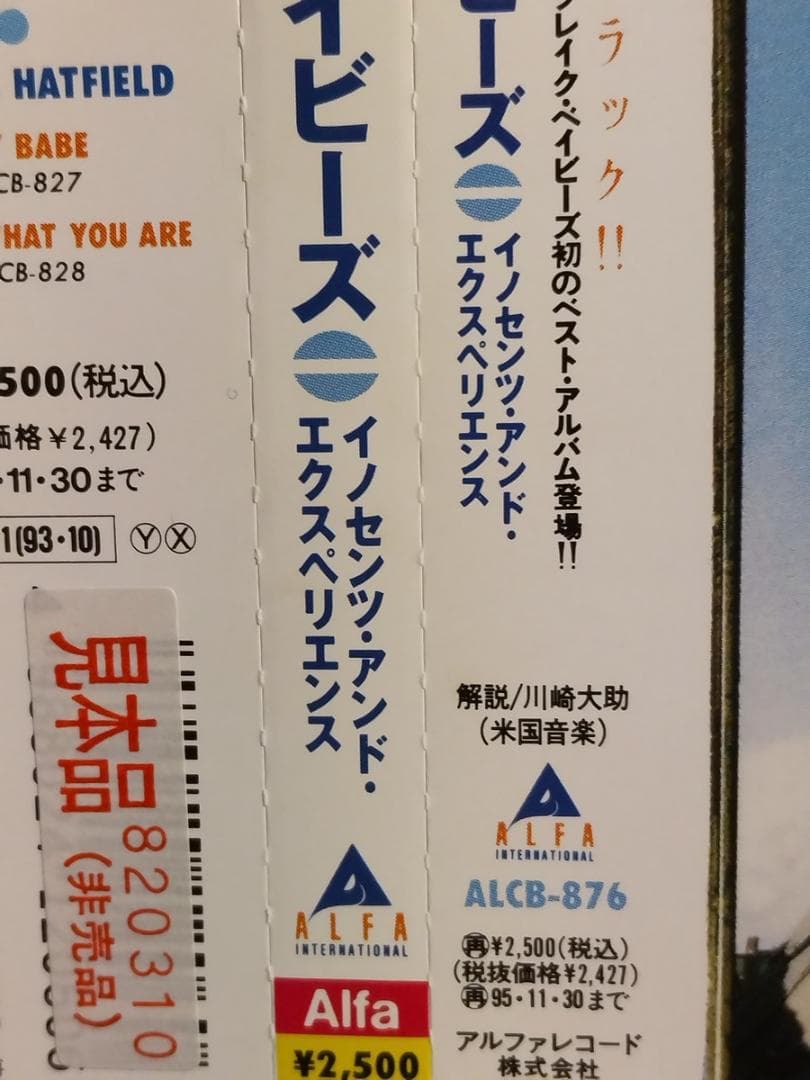 HATFIELD
BABE
CB-827
HAT YOU ARE
CB-828
500(税込)
価格¥2,427)
・11・30まで
1(93・10)
ⓎⓍ
見本品
(非売品)
820310
イビーズ
イノセンツ・アンド・
エクスペリエンス
ALFA
INTERNATIONAL
Alfa
¥2,500
ラック!!
ブレイク・ベイビーズ初のベスト・アルバム登場!!
ビーズ
イノセンツ・アンド・
エクスペリエンス
解説/川崎大助
(米国音楽)
ALFA
INTERNATIONAL
ALCB-876
㊢¥2,500(税込)
(税抜価格¥2,427)
㊢95・11・30まで
アルファレコード
株式会社